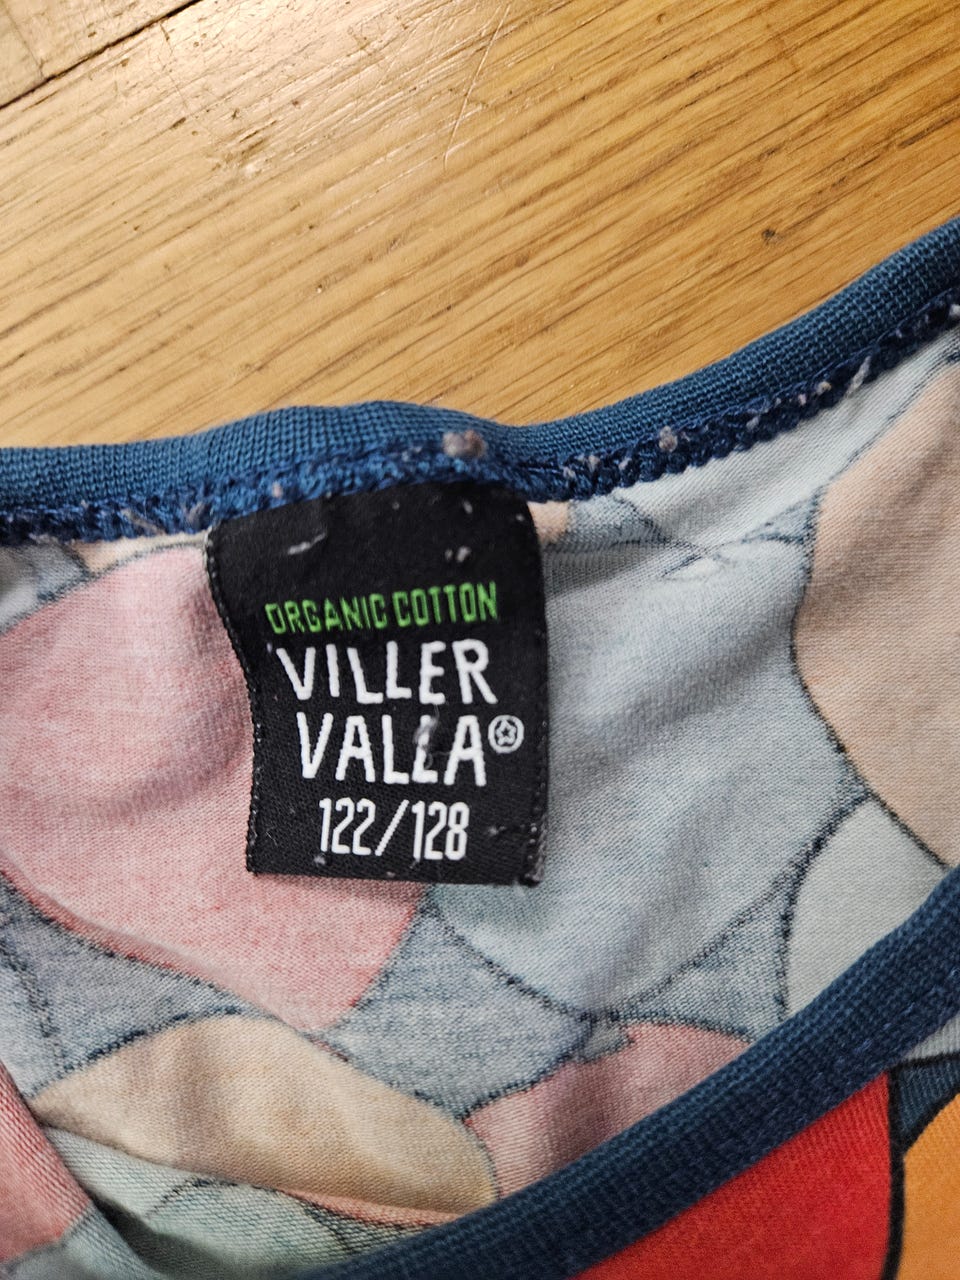 ORGANIC COTTON
VILLER
VALLA
122/128